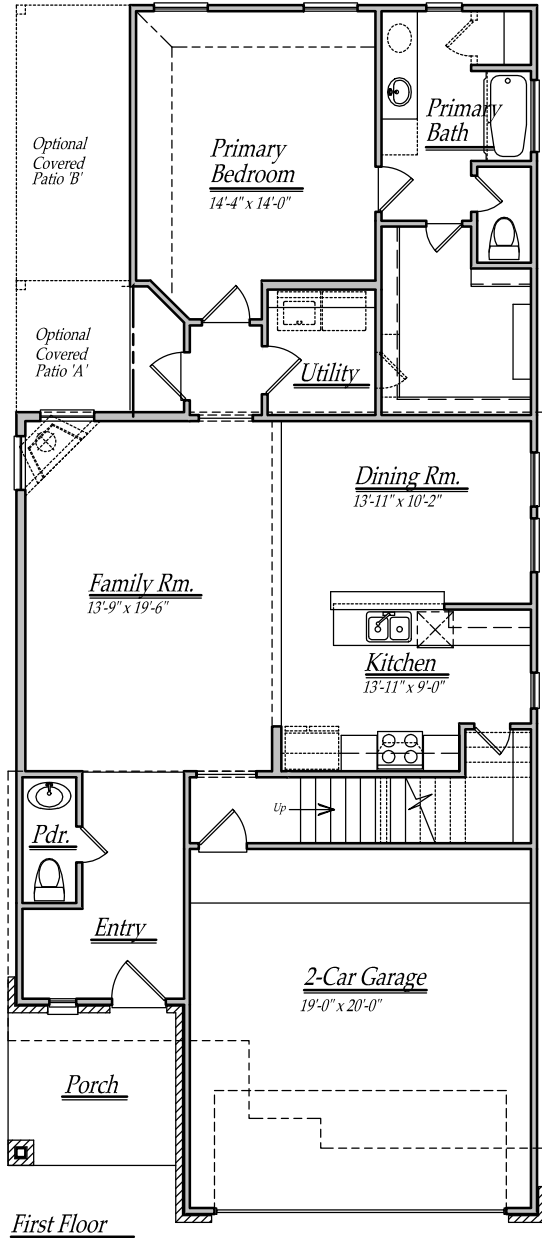 Optional
Covered
Patio 'B'
Primary
Bedroom
14'-4" x 14'-0"
Primary
Bath
Optional
Covered
Patio 'A'
Utility
Dining Rm.
13'-11" x 10'-2"
Family Rm.
13'-9" x 19'-6"
Kitchen
13'-11" x 9'-0"
Up
Pdr.
Entry
2-Car Garage
19'-0" x 20'-0"
Porch
First Floor